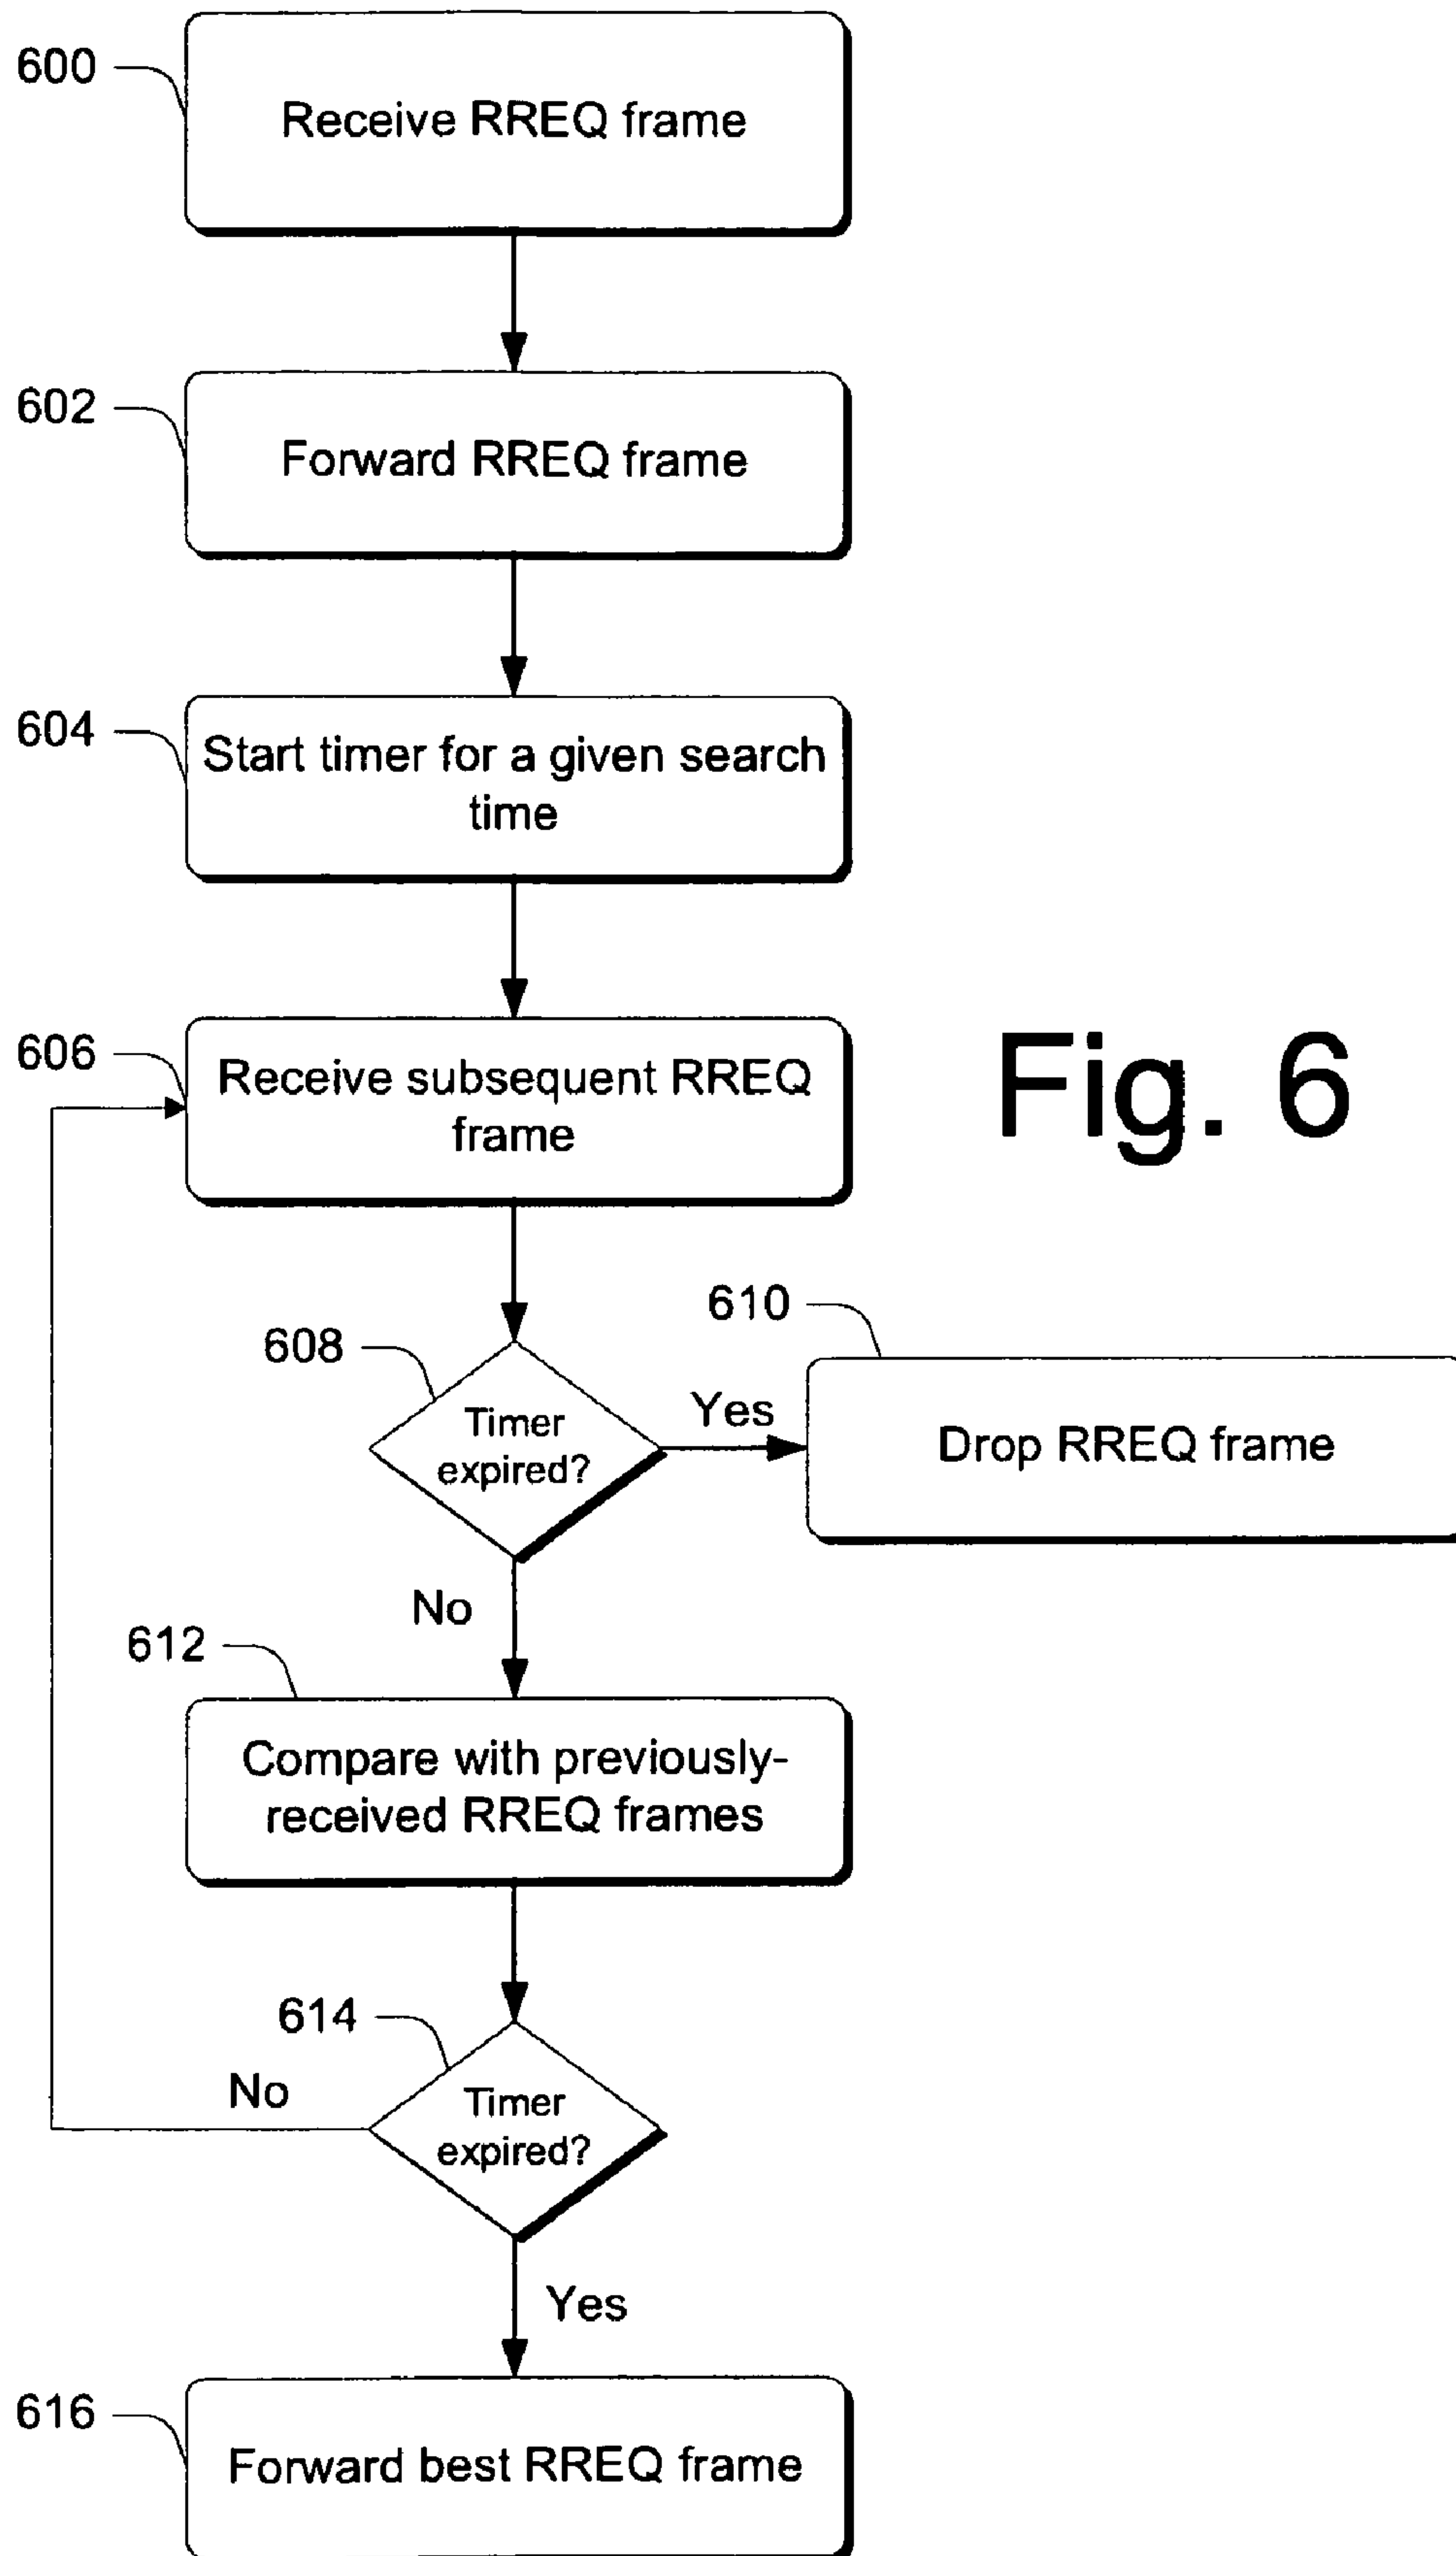 600
Receive RREQ frame
602
Forward RREQ frame
604
Start timer for a given search
time
606
Receive subsequent RREQ
frame
Fig. 6
608
Timer
expired?
Yes
610
Drop RREQ frame
No
612
Compare with previously-
received RREQ frames
614
Timer
expired?
No
Yes
616
Forward best RREQ frame